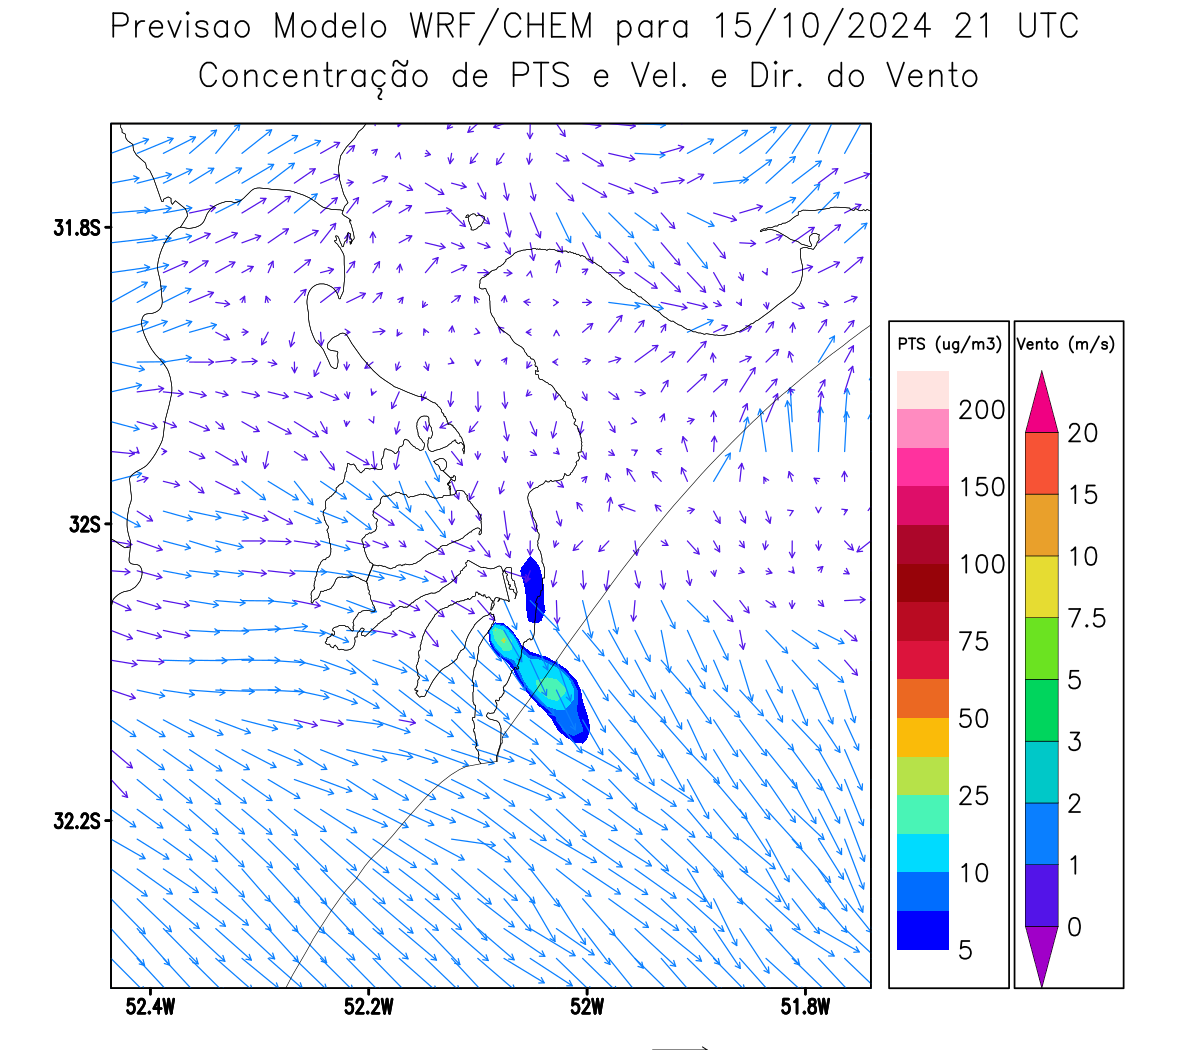 Previsao Modelo WRF/CHEM para 15/10/2024 21 UTC
Concentração de PTS e Vel. e Dir. do Vento
31.8S
32S
32.2S
52.4W 52.2W 52W 51.8W
PTS (ug/m3)
200
150
100
75
50
25
10
5
Vento (m/s)
20
15
10
7.5
5
3
2
1
0